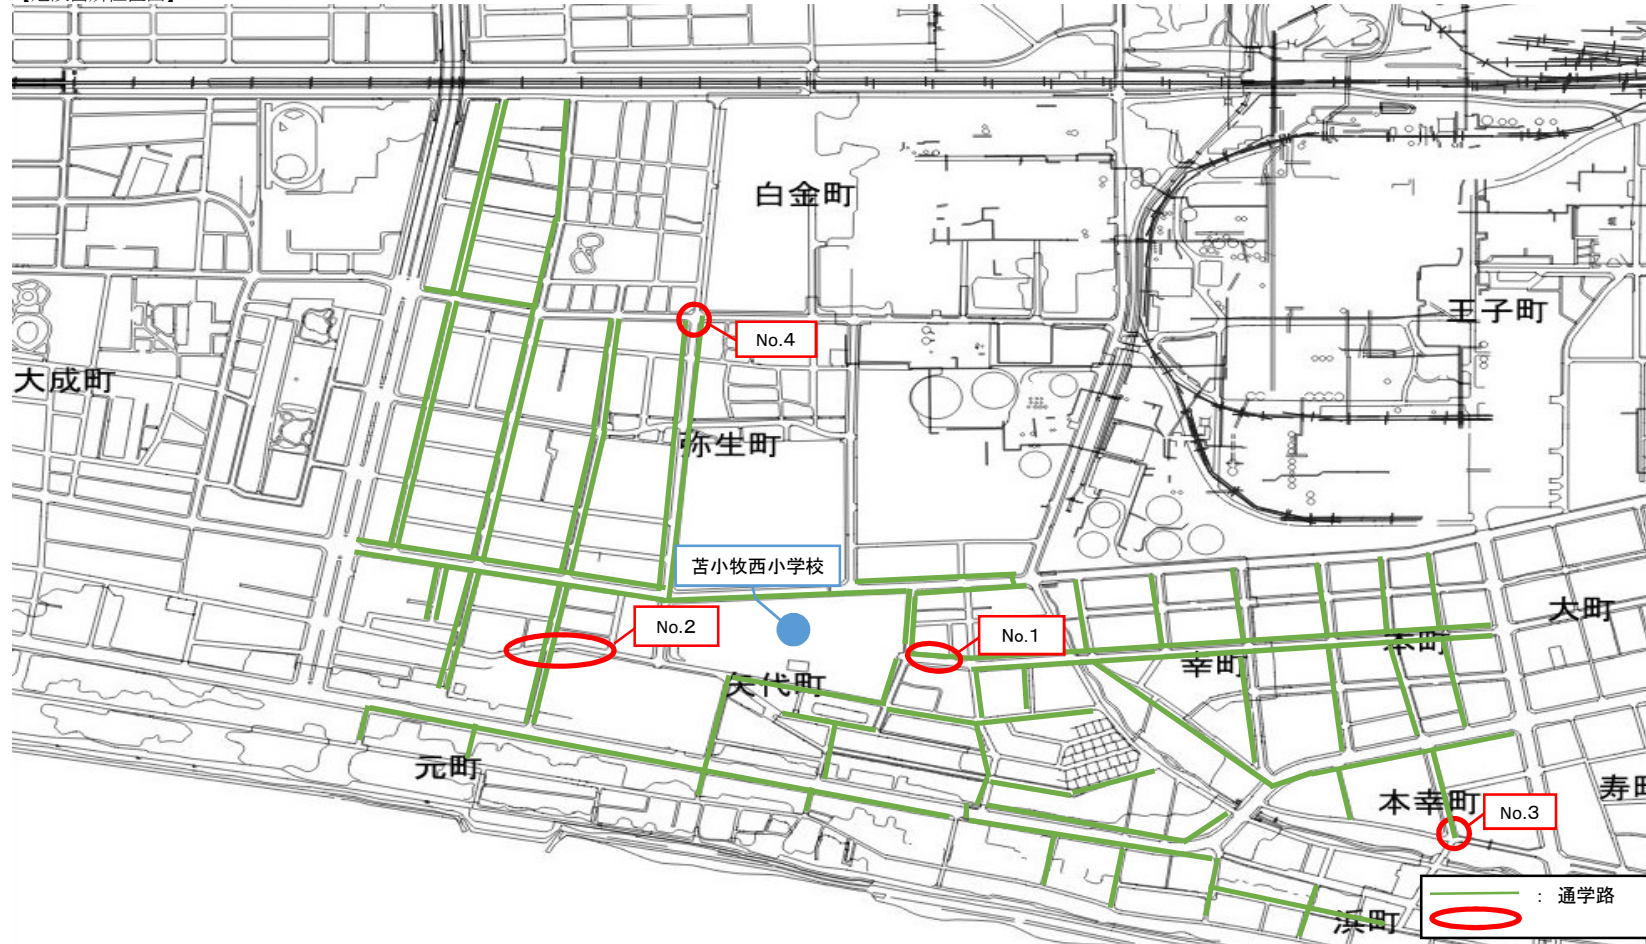 白金町
王子町
No.4
大成町
弥生町
苫小牧西小学校
大町
No.2
No.1
本町
幸町
矢代町
元町
本幸町
寿町
No.3
： 通学路
浜町